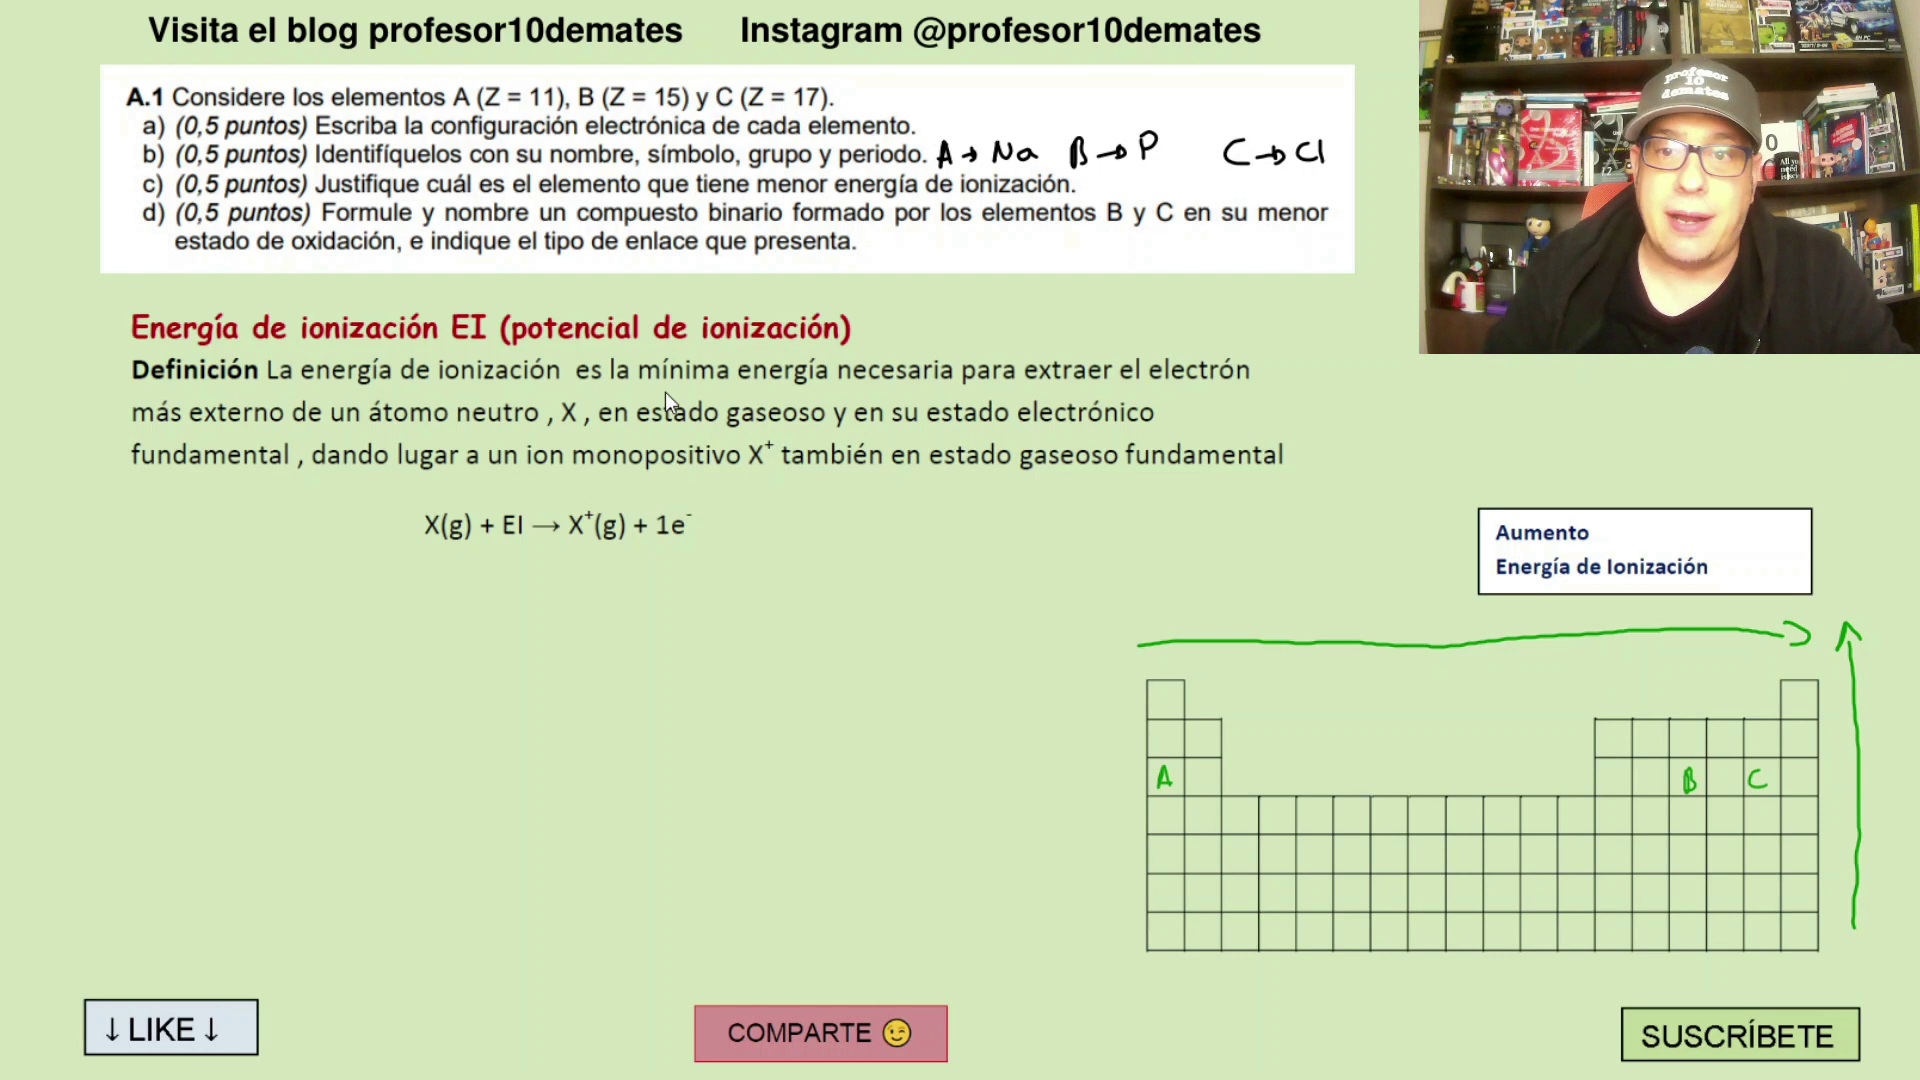 Visita el blog profesor10demates Instagram @profesor10demates
A.1 Considere los elementos A (Z = 11), B (Z = 15) y C (Z = 17).
a) (0,5 puntos) Escriba la configuración electrónica de cada elemento.
b) (0,5 puntos) Identifíquelos con su nombre, símbolo, grupo y periodo. A → Na B → P C → Cl
c) (0,5 puntos) Justifique cuál es el elemento que tiene menor energía de ionización.
d) (0,5 puntos) Formule y nombre un compuesto binario formado por los elementos B y C en su menor
estado de oxidación, e indique el tipo de enlace que presenta.
profesor
10
demates
Energía de ionización EI (potencial de ionización)
Definición La energía de ionización es la mínima energía necesaria para extraer el electrón
más externo de un átomo neutro , X , en estado gaseoso y en su estado electrónico
fundamental , dando lugar a un ion monopositivo X⁺ también en estado gaseoso fundamental
X(g) + EI → X⁺(g) + 1e⁻
Aumento
Energía de Ionización
A B C
↓ LIKE ↓
COMPARTE 😉
SUSCRÍBETE